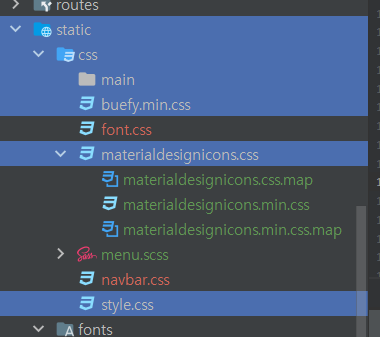 routes
static
css
main
buefy.min.css
font.css
materialdesignicons.css
materialdesignicons.css.map
materialdesignicons.min.css
materialdesignicons.min.css.map
menu.scss
navbar.css
style.css
fonts